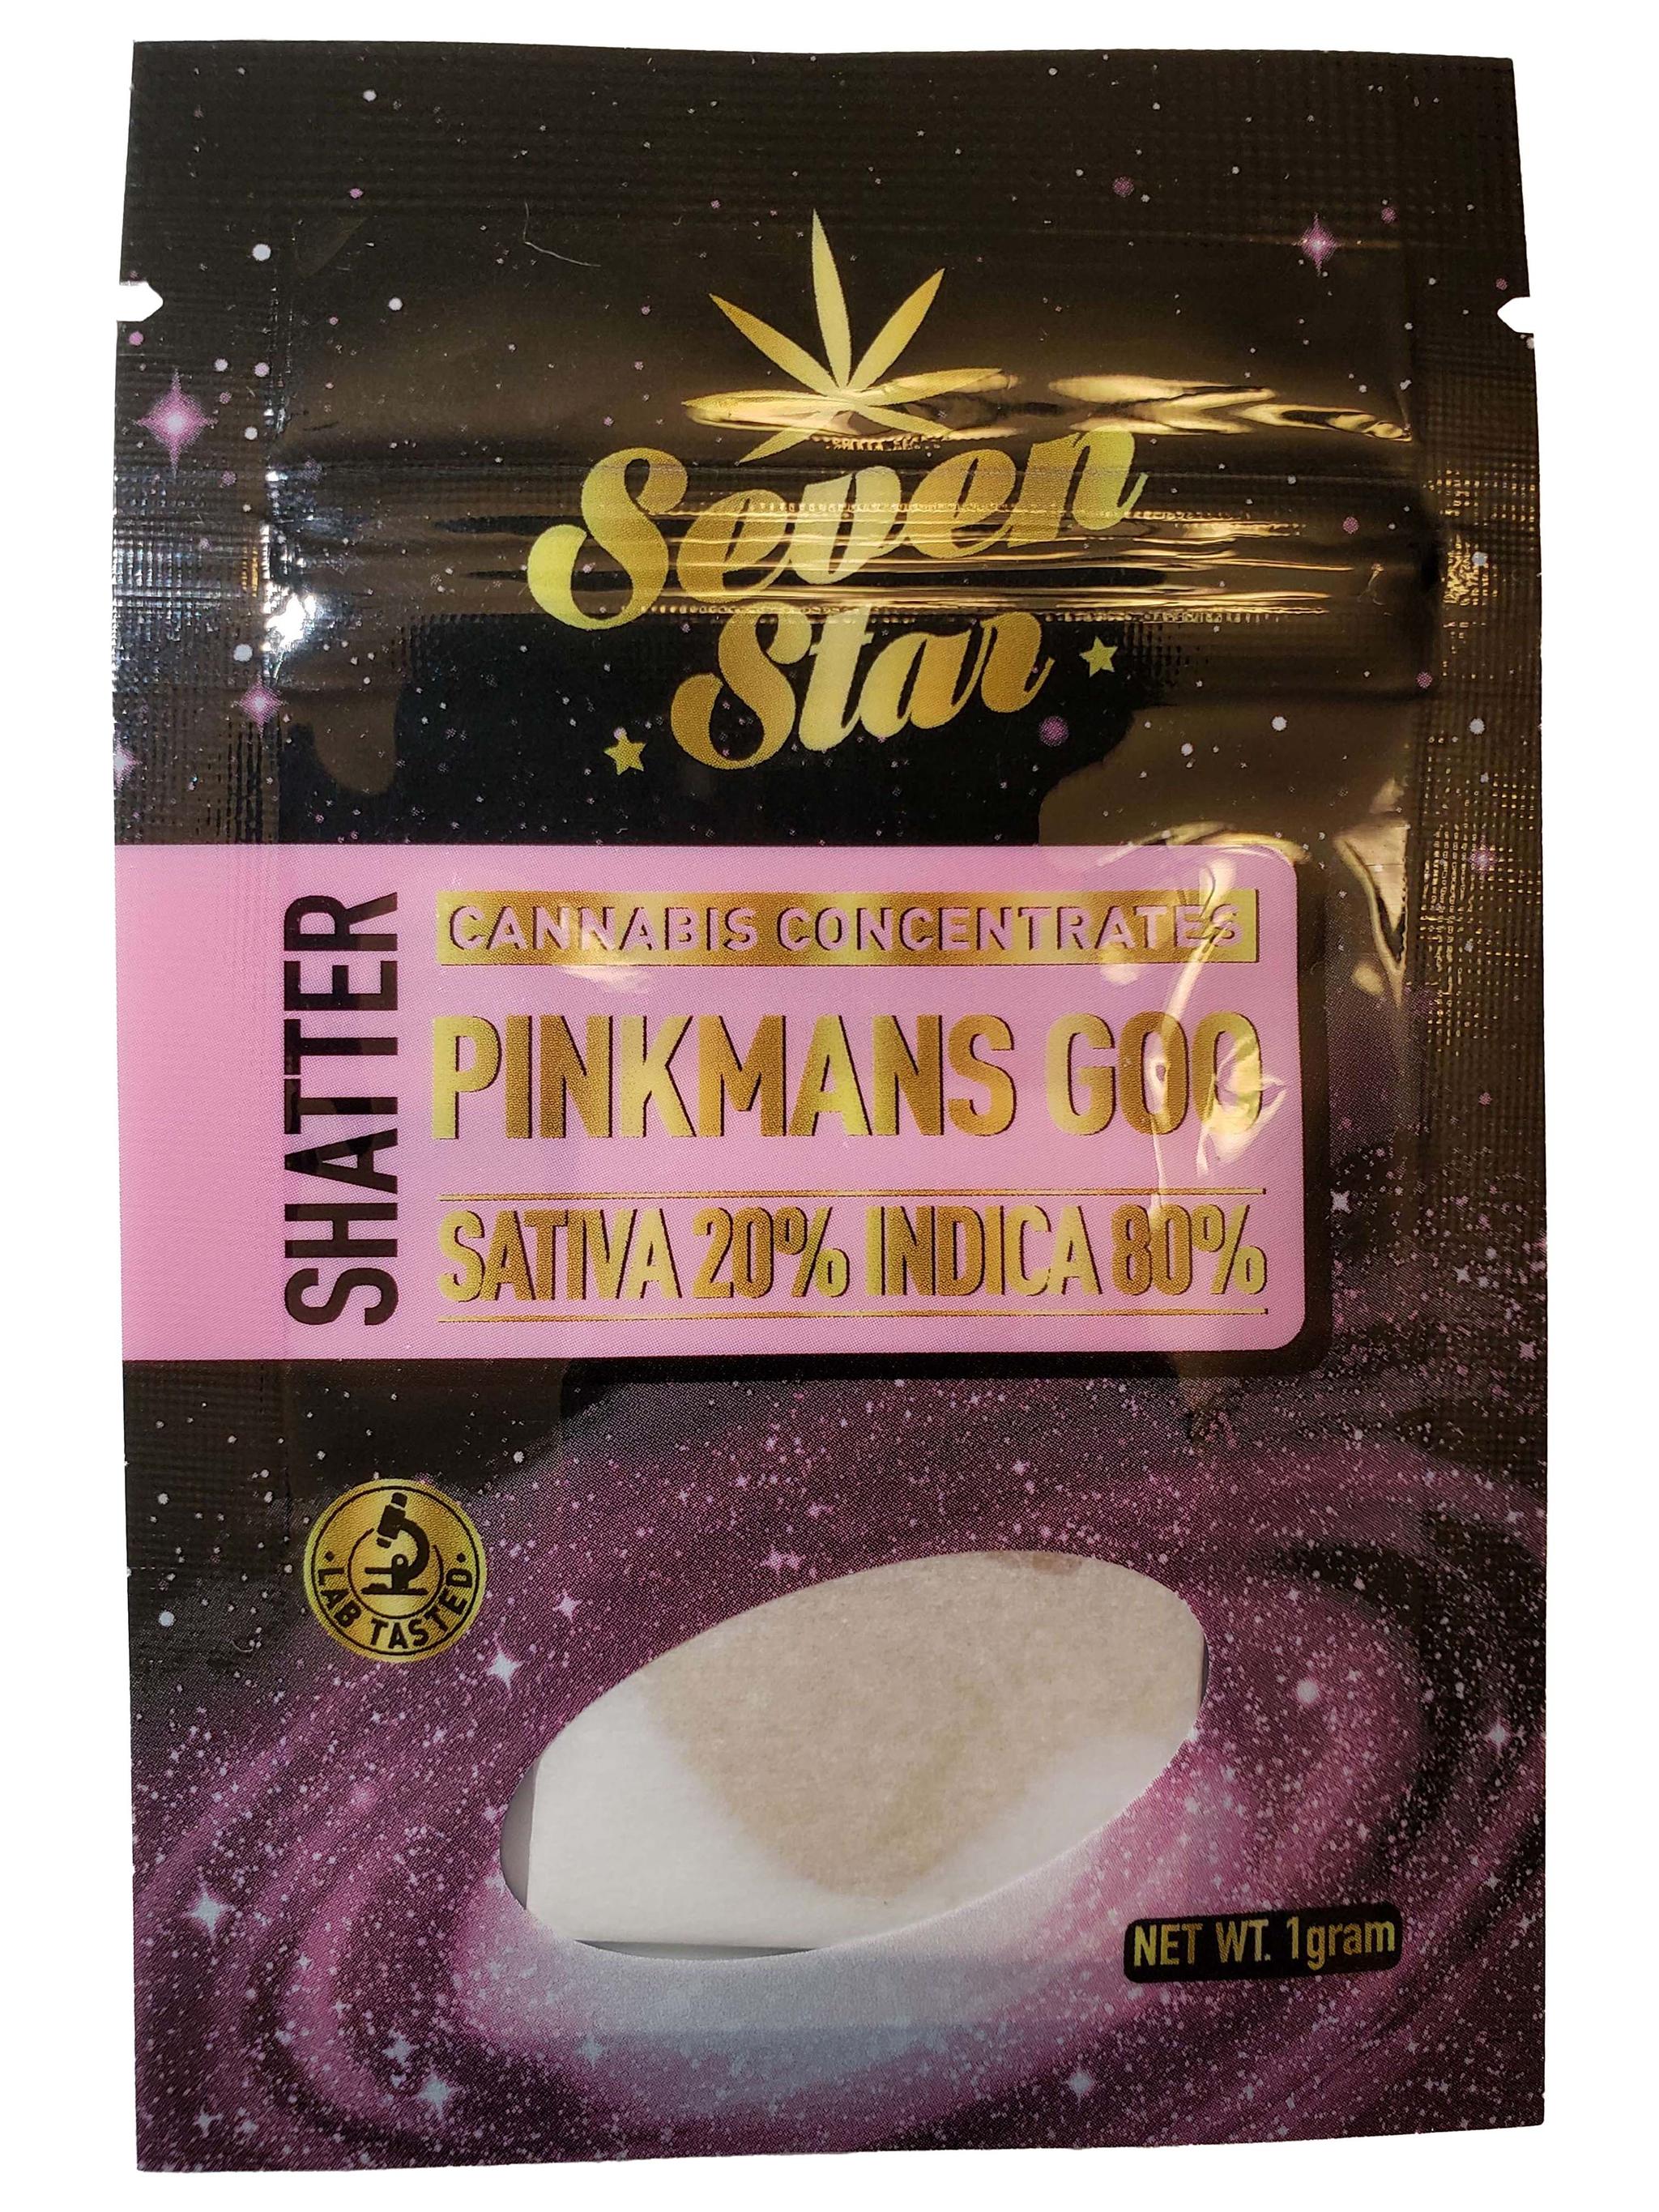 Seven
Star
SHATTER
CANNABIS CONCENTRATES
PINKMANS GOO
SATIVA 20% INDICA 80%
LAB TASTED
NET WT. 1gram